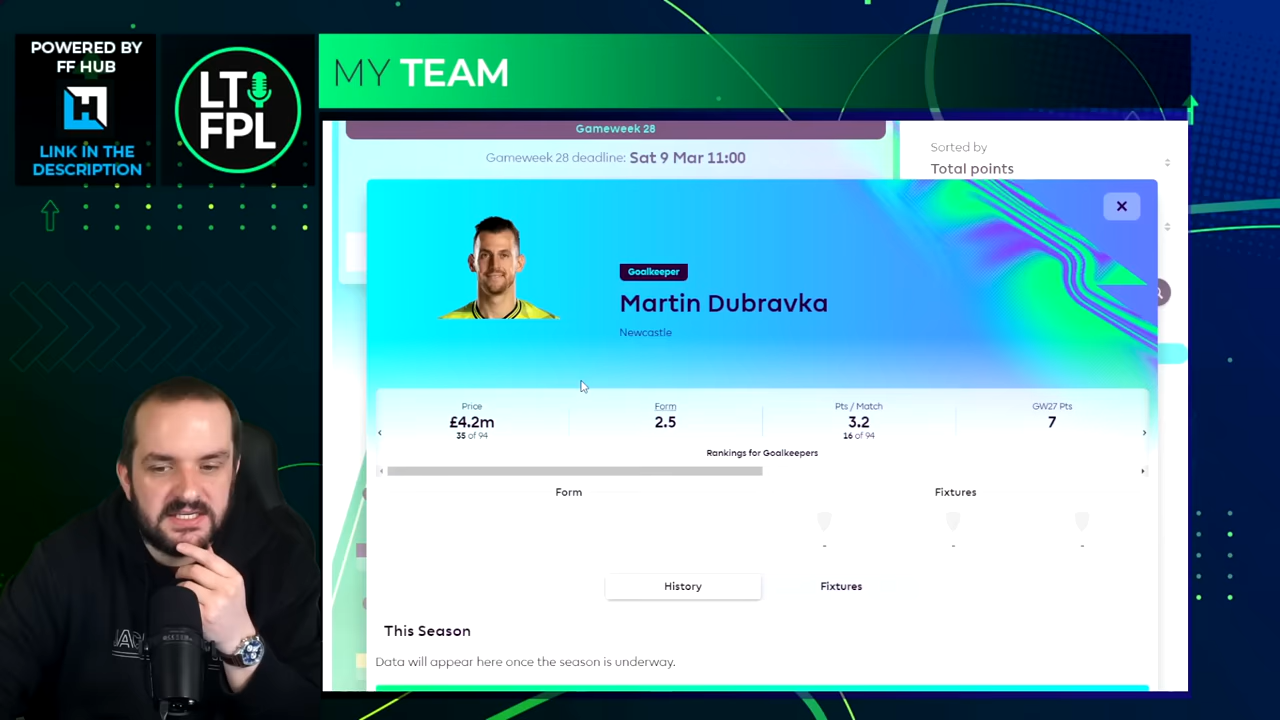 POWERED BY
FF HUB
LINK IN THE
DESCRIPTION
LT
FPL
MY TEAM
Gameweek 28
Gameweek 28 deadline: Sat 9 Mar 11:00
Sorted by
Total points
Goalkeeper
Martin Dubravka
Newcastle
Price
£4.2m
35 of 94
Form
2.5
Pts / Match
3.2
16 of 94
GW27 Pts
7
Rankings for Goalkeepers
Form
Fixtures
-
-
-
History
Fixtures
This Season
Data will appear here once the season is underway.